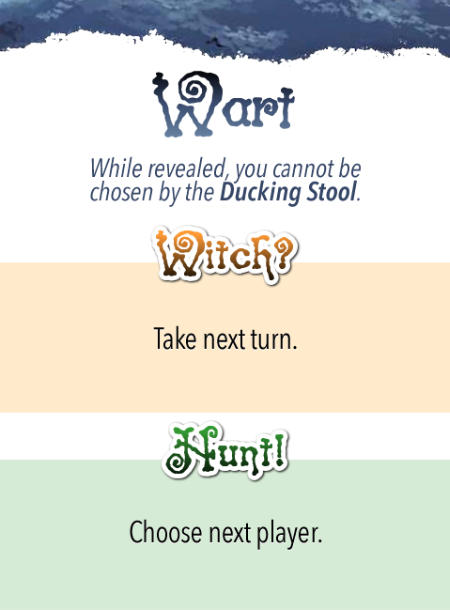 Wart
While revealed, you cannot be
chosen by the Ducking Stool.
Witch?
Take next turn.
Hunt!
Choose next player.